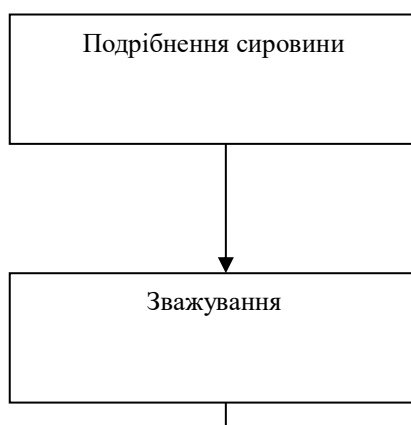 Подрібнення сировини
Зважування